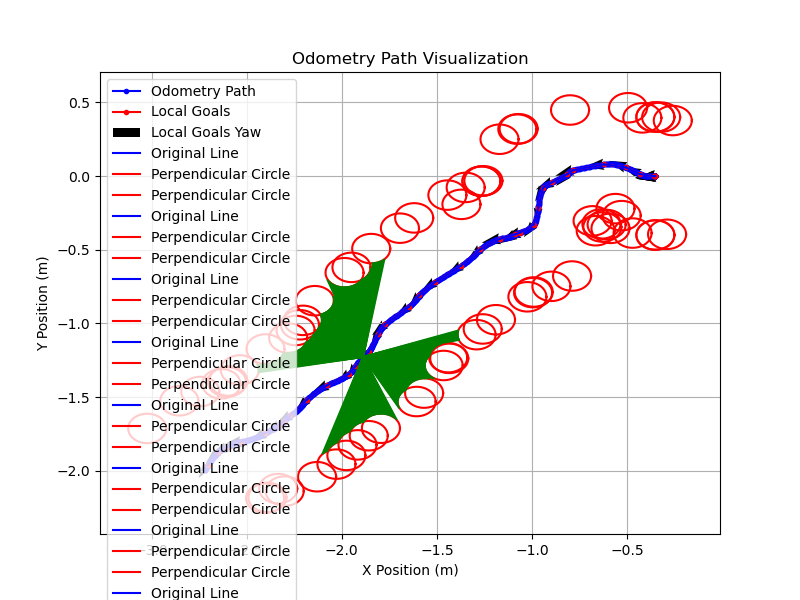 Odometry Path Visualization
Odometry Path
Local Goals
Local Goals Yaw
Original Line
Perpendicular Circle
Perpendicular Circle
Original Line
Perpendicular Circle
Perpendicular Circle
Original Line
Perpendicular Circle
Perpendicular Circle
Original Line
Perpendicular Circle
Perpendicular Circle
Original Line
Perpendicular Circle
Perpendicular Circle
Original Line
Perpendicular Circle
Perpendicular Circle
Original Line
Perpendicular Circle
Perpendicular Circle
Original Line
Y Position (m)
0.5
0.0
−0.5
−1.0
−1.5
−2.0
−2.0
−1.5
−1.0
−0.5
X Position (m)